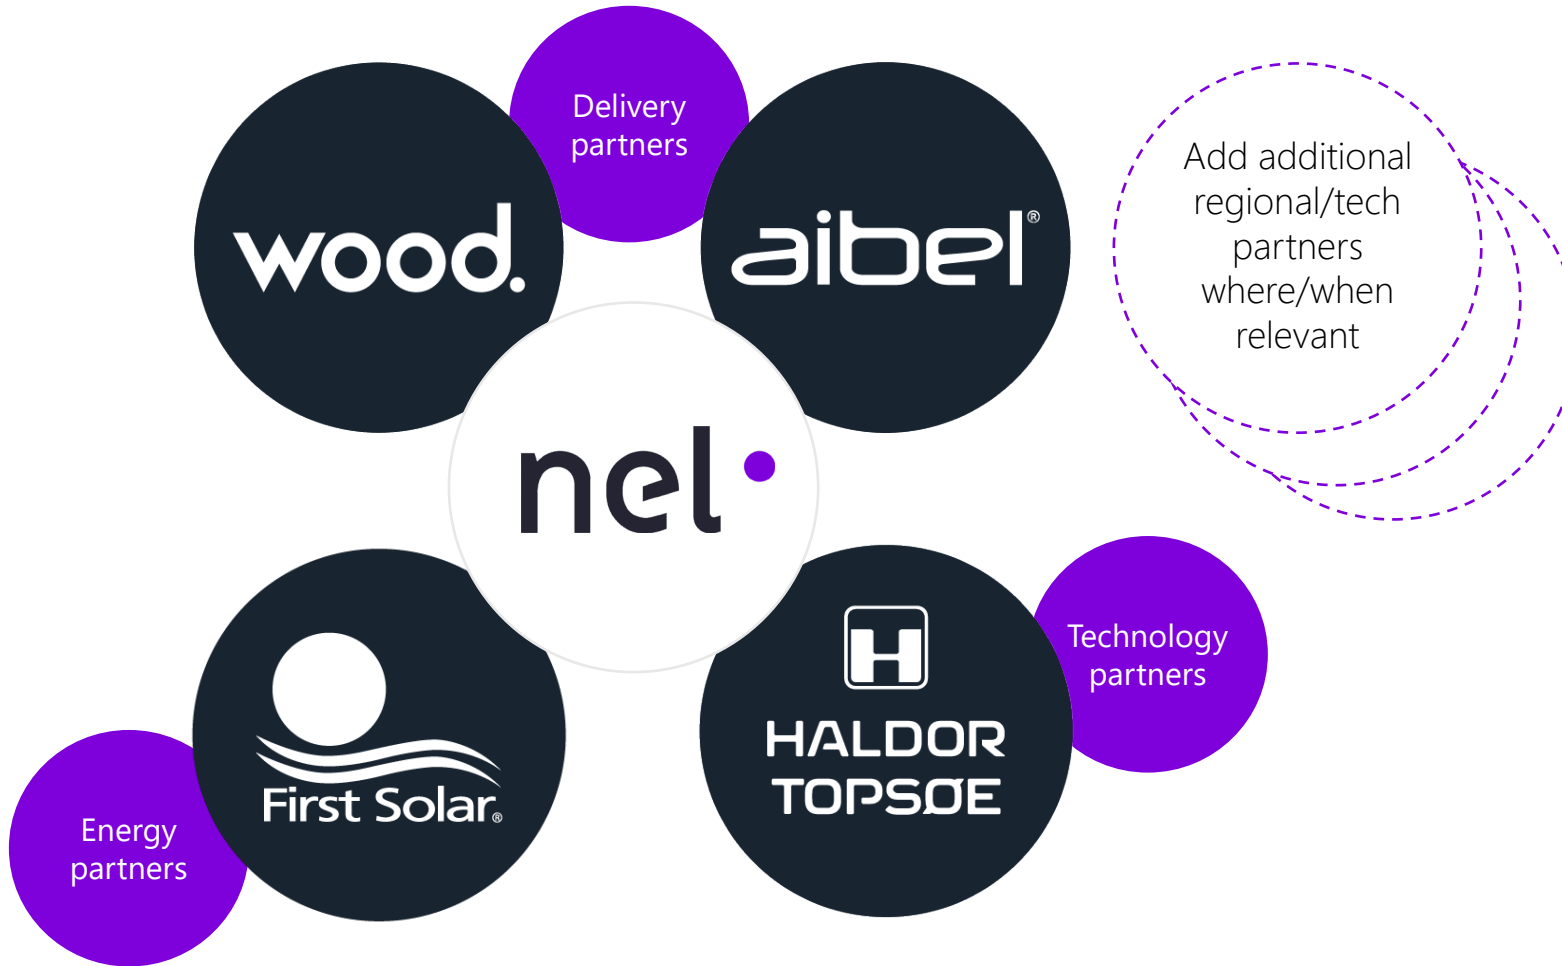 Delivery
partners
wood.
aibel®
Add additional
regional/tech
partners
where/when
relevant
nel
H
HALDOR
TOPSØE
Technology
partners
First Solar®
Energy
partners